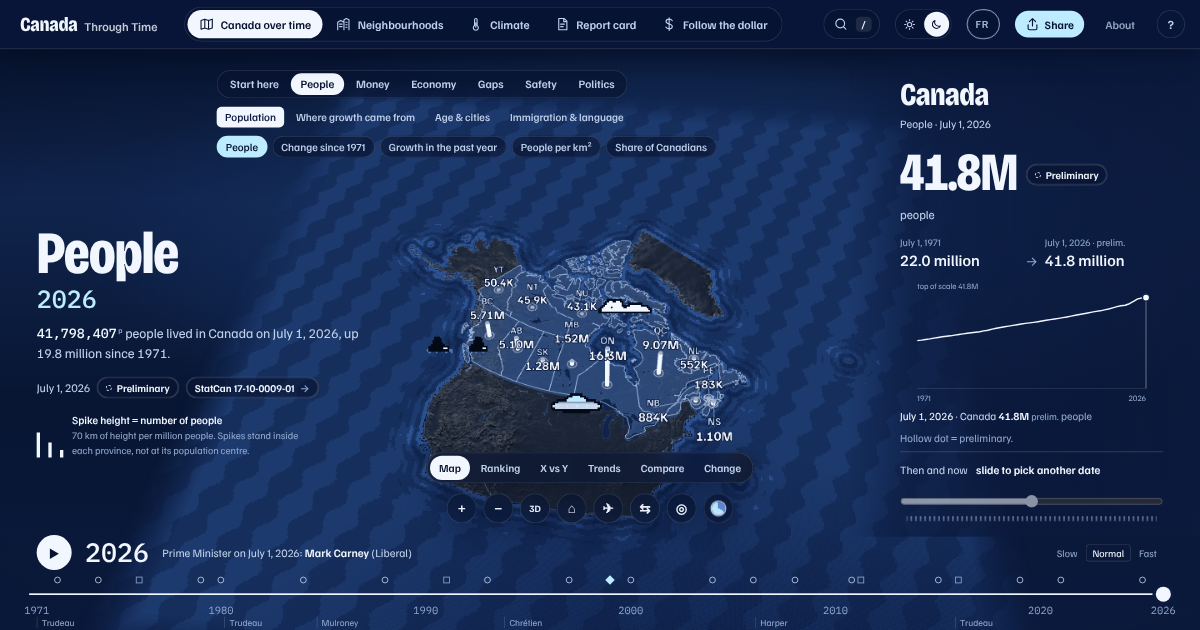 Canada Through Time
Canada over time
Neighbourhoods
Climate
Report card
Follow the dollar
/
FR
Share
About
?
Start here
People
Money
Economy
Gaps
Safety
Politics
Population
Where growth came from
Age & cities
Immigration & language
People
Change since 1971
Growth in the past year
People per km²
Share of Canadians
People
2026
41,798,407ᵖ people lived in Canada on July 1, 2026, up
19.8 million since 1971.
July 1, 2026
Preliminary
StatCan 17-10-0009-01 →
Spike height = number of people
70 km of height per million people. Spikes stand inside
each province, not at its population centre.
YT
50.4K
NT
45.9K
NU
43.1K
BC
5.71M
AB
5.10M
SK
1.28M
MB
1.52M
ON
16.3M
QC
9.07M
NL
552K
PE
183K
NB
884K
NS
1.10M
Map
Ranking
X vs Y
Trends
Compare
Change
+
−
3D
Canada
People · July 1, 2026
41.8M
Preliminary
people
July 1, 1971
22.0 million
→
July 1, 2026 · prelim.
41.8 million
top of scale 41.8M
1971
2026
July 1, 2026 · Canada 41.8M prelim. people
Hollow dot = preliminary.
Then and now slide to pick another date
2026
Prime Minister on July 1, 2026: Mark Carney (Liberal)
Slow
Normal
Fast
1971
1980
1990
2000
2010
2020
2026
Trudeau
Trudeau
Mulroney
Chrétien
Harper
Trudeau